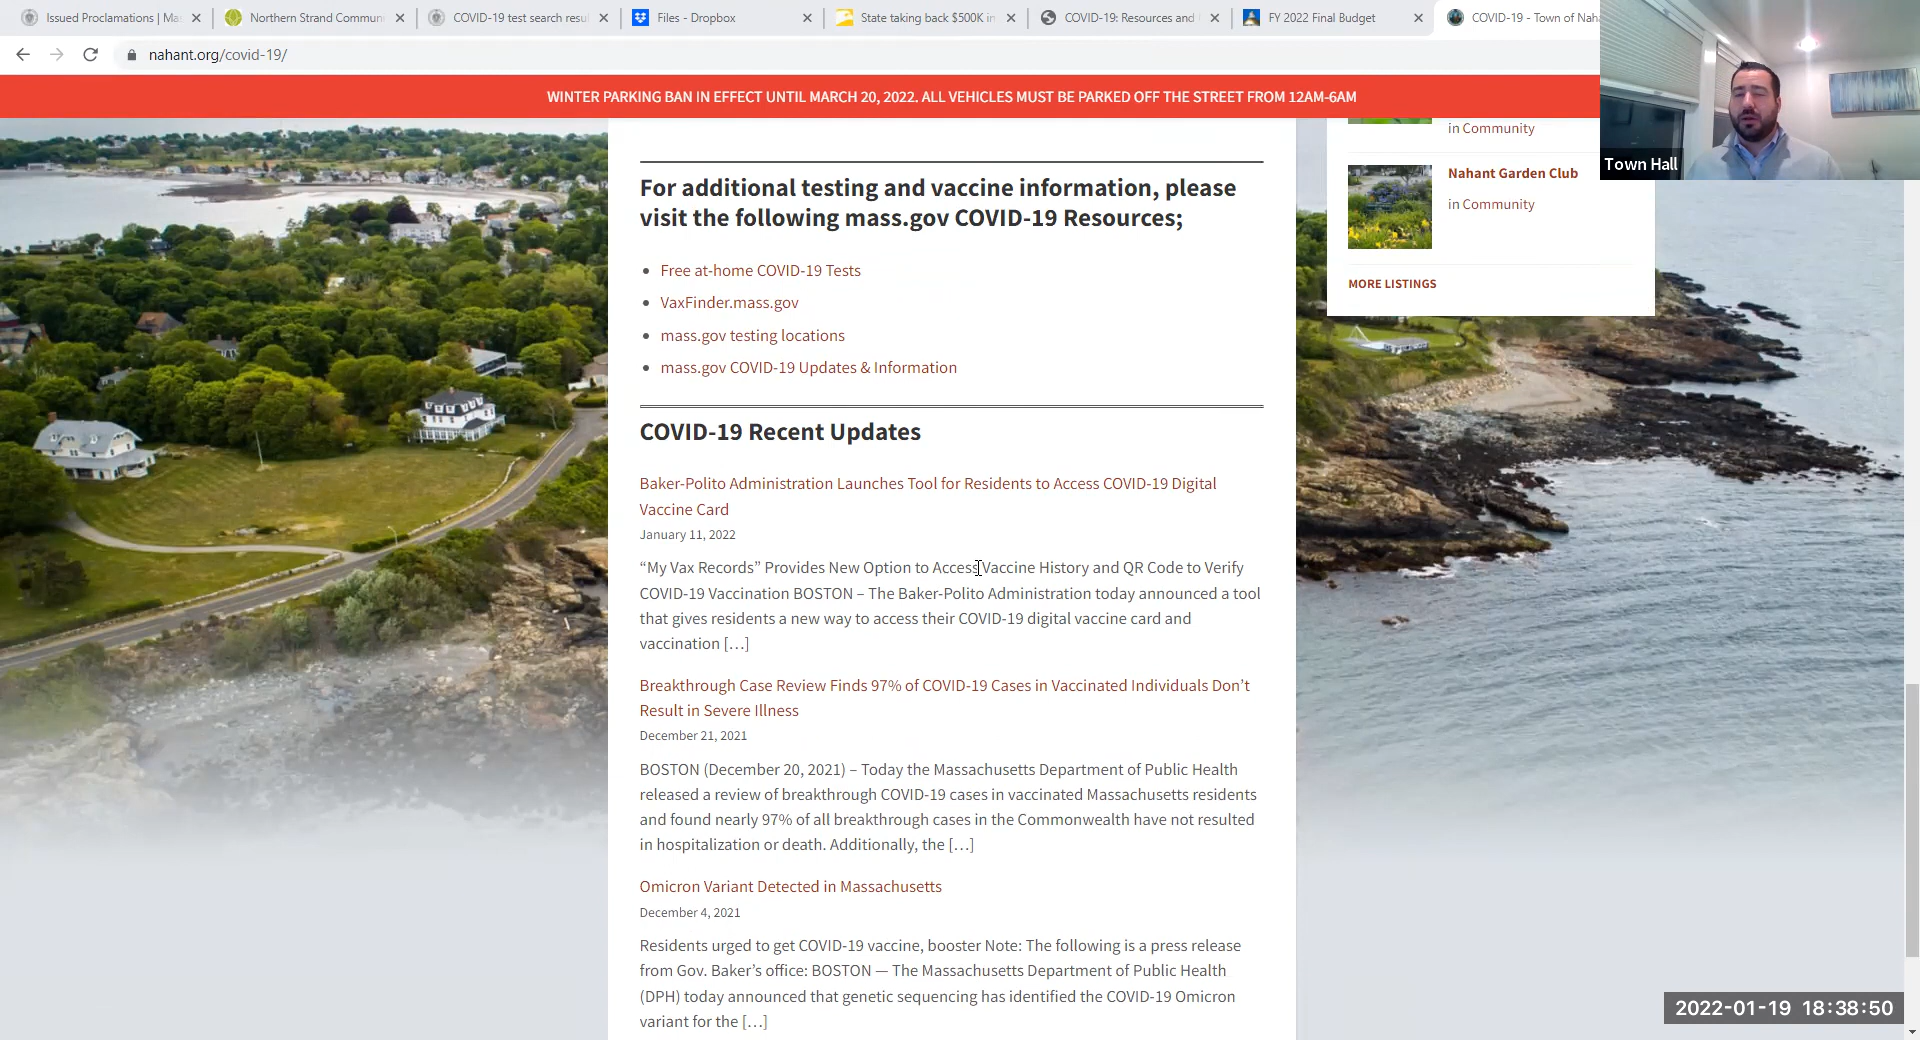 Issued Proclamations | Ma
Northern Strand Commun
COVID-19 test search resu
Files - Dropbox
State taking back $500K in
COVID-19: Resources and
FY 2022 Final Budget
COVID-19 - Town of Nah
nahant.org/covid-19/
WINTER PARKING BAN IN EFFECT UNTIL MARCH 20, 2022. ALL VEHICLES MUST BE PARKED OFF THE STREET FROM 12AM-6AM
Town Hall
in Community
Nahant Garden Club
in Community
MORE LISTINGS
For additional testing and vaccine information, please
visit the following mass.gov COVID-19 Resources;
Free at-home COVID-19 Tests
VaxFinder.mass.gov
mass.gov testing locations
mass.gov COVID-19 Updates & Information
COVID-19 Recent Updates
Baker-Polito Administration Launches Tool for Residents to Access COVID-19 Digital
Vaccine Card
January 11, 2022
“My Vax Records” Provides New Option to Access Vaccine History and QR Code to Verify
COVID-19 Vaccination BOSTON – The Baker-Polito Administration today announced a tool
that gives residents a new way to access their COVID-19 digital vaccine card and
vaccination […]
Breakthrough Case Review Finds 97% of COVID-19 Cases in Vaccinated Individuals Don’t
Result in Severe Illness
December 21, 2021
BOSTON (December 20, 2021) – Today the Massachusetts Department of Public Health
released a review of breakthrough COVID-19 cases in vaccinated Massachusetts residents
and found nearly 97% of all breakthrough cases in the Commonwealth have not resulted
in hospitalization or death. Additionally, the […]
Omicron Variant Detected in Massachusetts
December 4, 2021
Residents urged to get COVID-19 vaccine, booster Note: The following is a press release
from Gov. Baker’s office: BOSTON — The Massachusetts Department of Public Health
(DPH) today announced that genetic sequencing has identified the COVID-19 Omicron
variant for the […]
2022-01-19 18:38:50